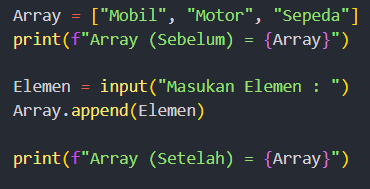 Array = ["Mobil", "Motor", "Sepeda"]
print(f"Array (Sebelum) = {Array}")
Elemen = input("Masukan Elemen : ")
Array.append(Elemen)
print(f"Array (Setelah) = {Array}")